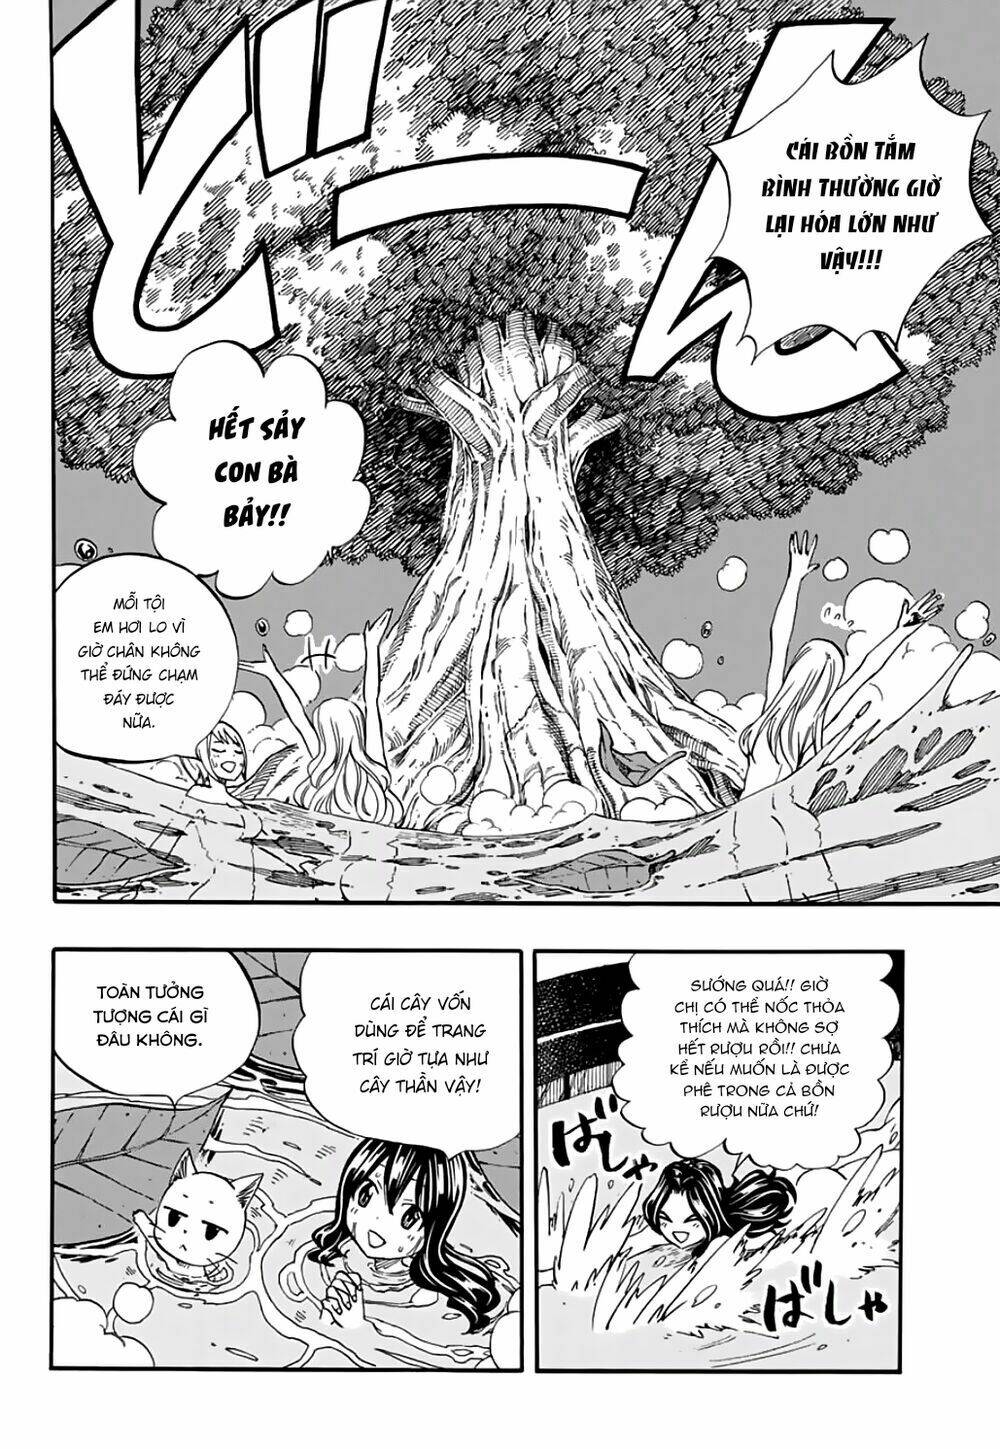 CÁI BỒN TẮM
BÌNH THƯỜNG GIỜ
LẠI HÓA LỚN NHƯ
VẬY!!!
ドーン
HẾT SẢY
CON BÀ
BẢY!!
MỖI TỘI
EM HƠI LO VÌ
GIỜ CHÂN KHÔNG
THỂ ĐỨNG CHẠM
ĐÁY ĐƯỢC
NỮA.
SƯỚNG QUÁ!! GIỜ
CHỊ CÓ THỂ NỐC THỎA
THÍCH MÀ KHÔNG SỢ
HẾT RƯỢU RỒI!! CHƯA
KỂ NẾU MUỐN LÀ ĐƯỢC
PHÊ TRONG CẢ BỒN
RƯỢU NỮA CHỨ!
ばしゃ
ばしゃ
CÁI CÂY VỐN
DÙNG ĐỂ TRANG
TRÍ GIỜ TỰA NHƯ
CÂY THẦN VẬY!
TOÀN TƯỞNG
TƯỢNG CÁI GÌ
ĐÂU KHÔNG.